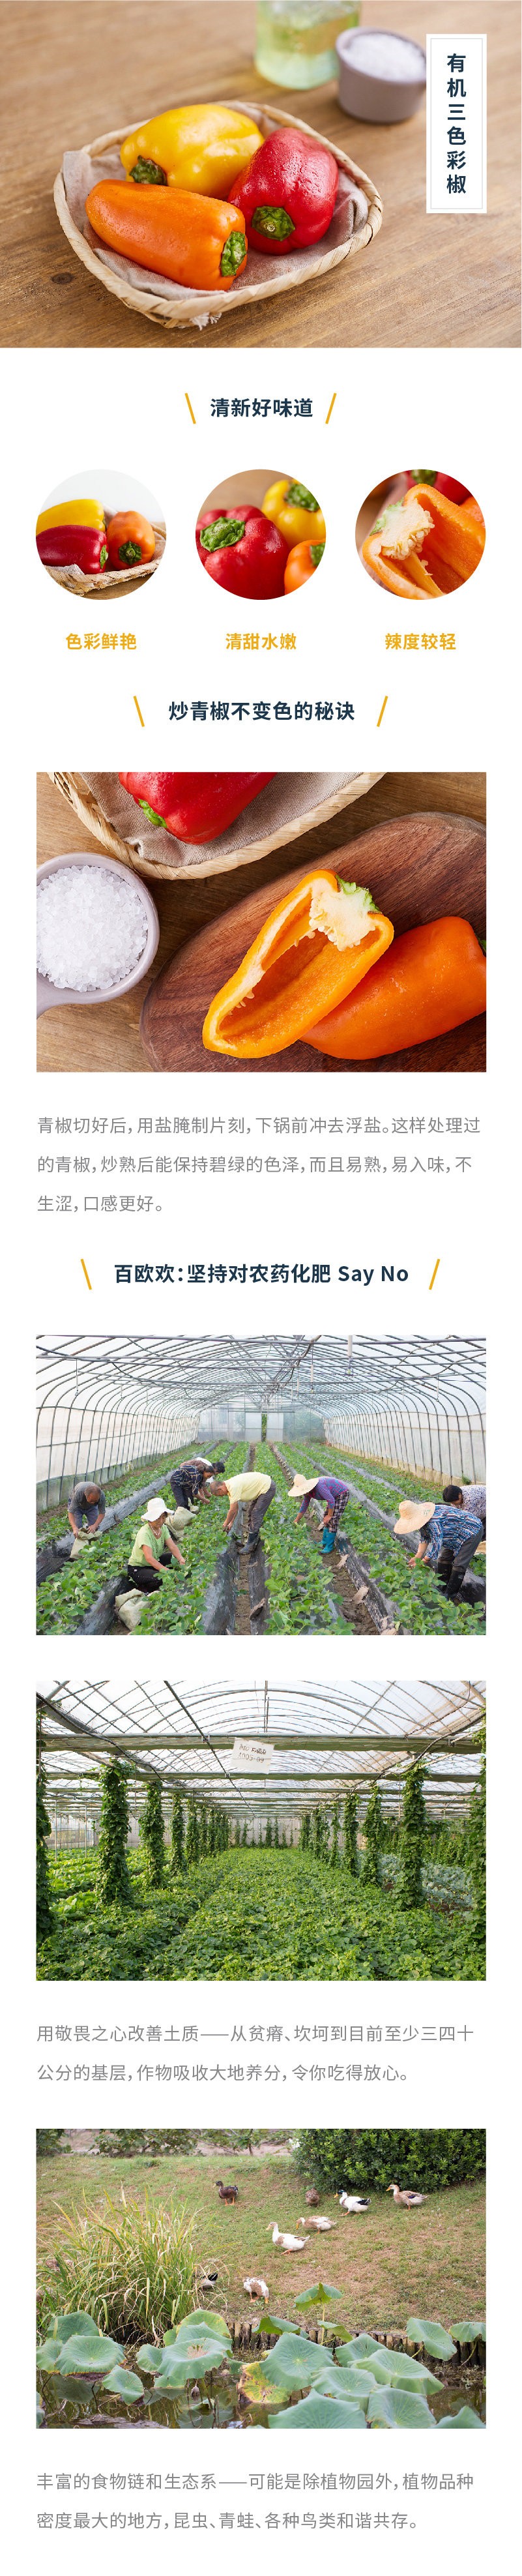 有机三色彩椒
清新好味道
色彩鲜艳
清甜水嫩
辣度较轻
炒青椒不变色的秘诀
青椒切好后，用盐腌制片刻，下锅前冲去浮盐。这样处理过
的青椒，炒熟后能保持碧绿的色泽，而且易熟，易入味，不
生涩，口感更好。
百欧欢：坚持对农药化肥 Say No
用敬畏之心改善土质——从贫瘠、坎坷到目前至少三四十
公分的基层，作物吸收大地养分，令你吃得放心。
丰富的食物链和生态系——可能是除植物园外，植物品种
密度最大的地方，昆虫、青蛙、各种鸟类和谐共存。